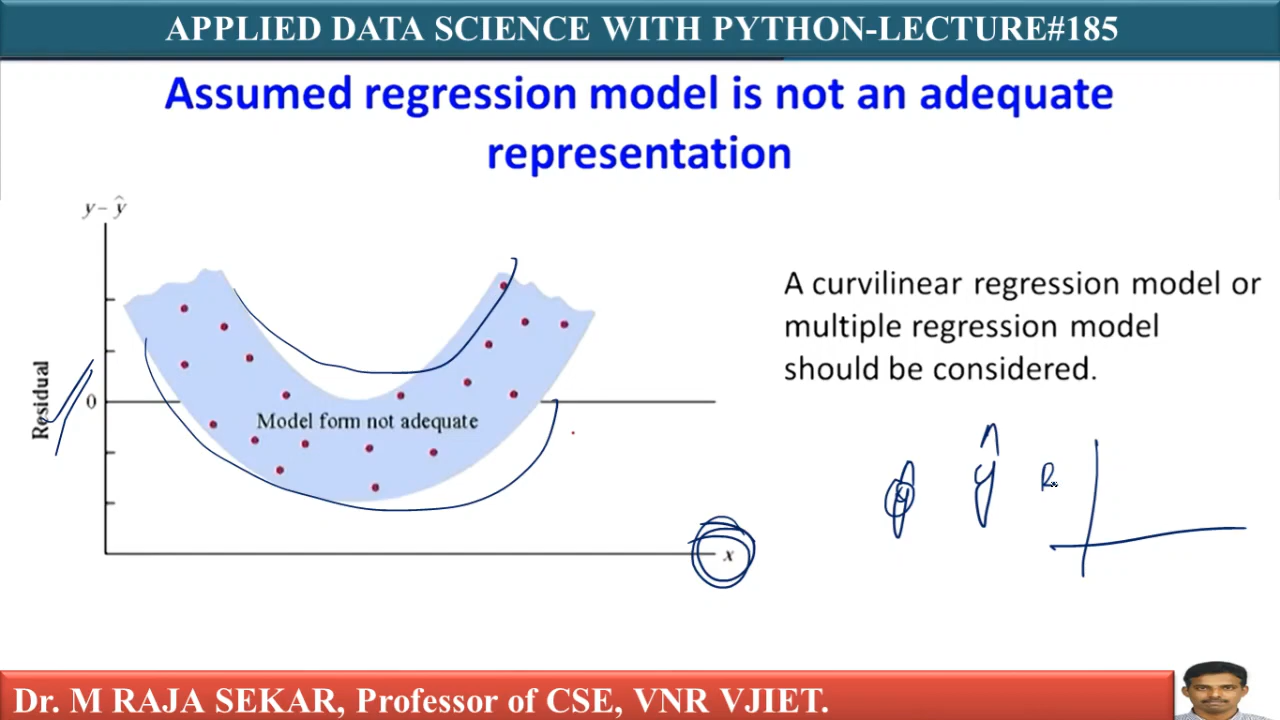 APPLIED DATA SCIENCE WITH PYTHON-LECTURE#185
Assumed regression model is not an adequate
representation
y – ŷ
A curvilinear regression model or
multiple regression model
should be considered.
Residual
0
Model form not adequate
ŷ
R
x
Dr. M RAJA SEKAR, Professor of CSE, VNR VJIET.